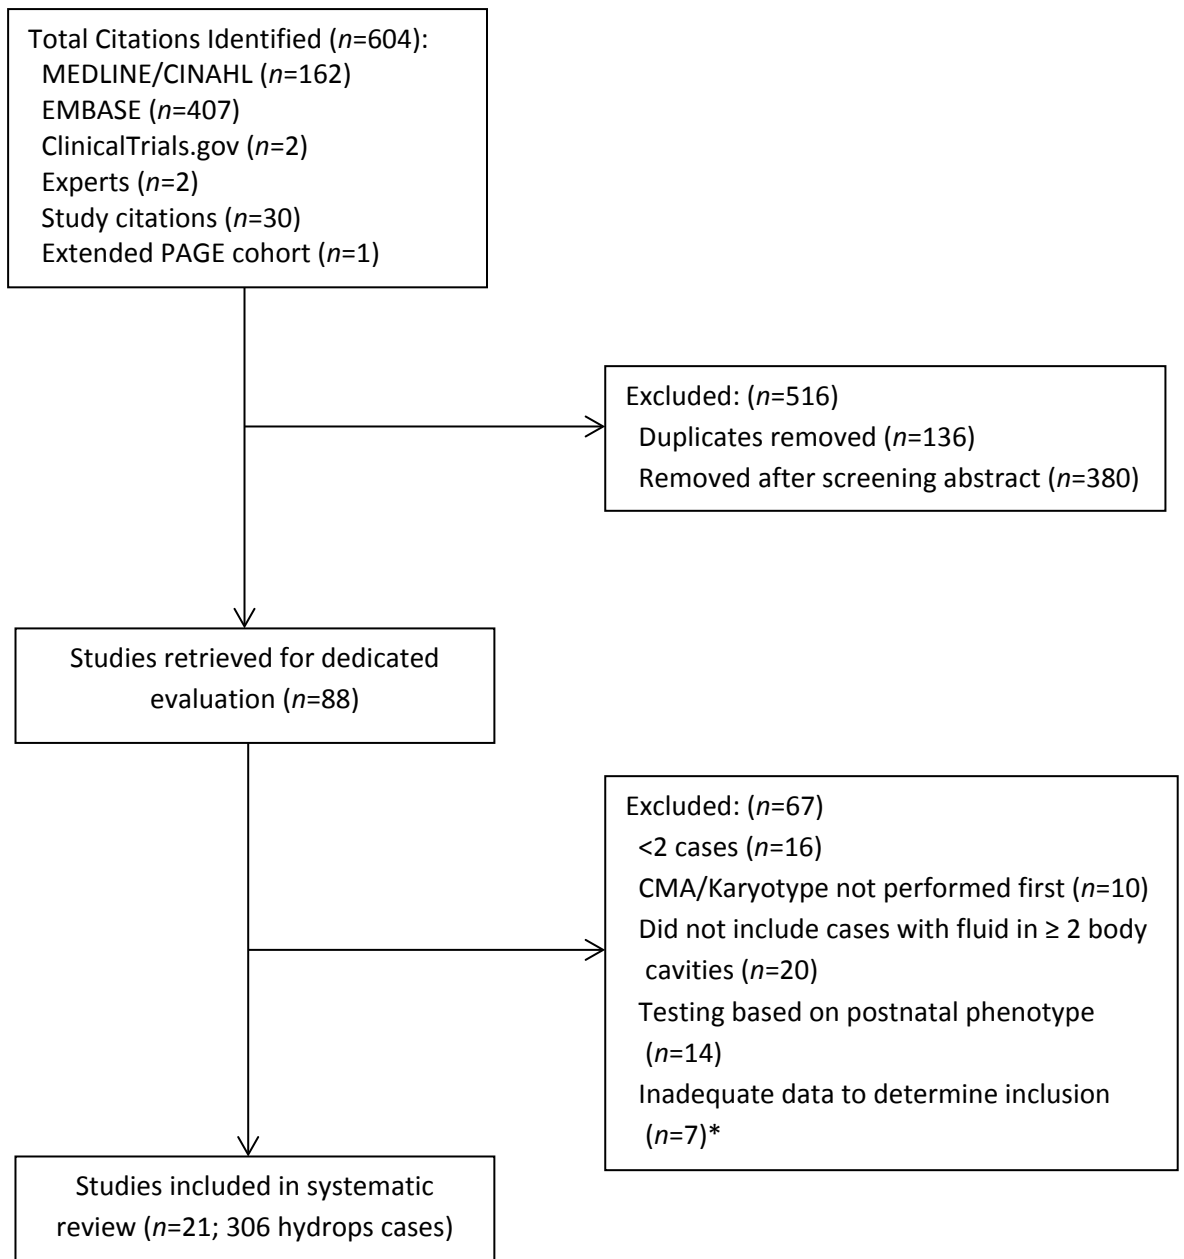 Total Citations Identified (n=604):
MEDLINE/CINAHL (n=162)
EMBASE (n=407)
ClinicalTrials.gov (n=2)
Experts (n=2)
Study citations (n=30)
Extended PAGE cohort (n=1)
Excluded: (n=516)
Duplicates removed (n=136)
Removed after screening abstract (n=380)
Studies retrieved for dedicated
evaluation (n=88)
Excluded: (n=67)
<2 cases (n=16)
CMA/Karyotype not performed first (n=10)
Did not include cases with fluid in ≥ 2 body
cavities (n=20)
Testing based on postnatal phenotype
(n=14)
Inadequate data to determine inclusion
(n=7)*
Studies included in systematic
review (n=21; 306 hydrops cases)